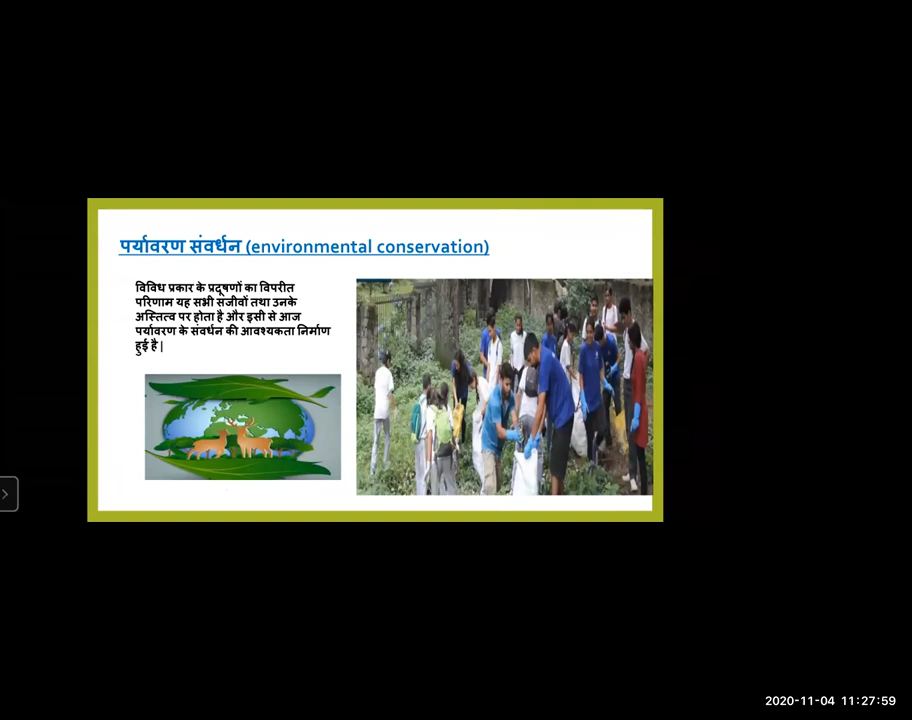 पर्यावरण संवर्धन (environmental conservation)
विविध प्रकार के प्रदूषणों का विपरीत
परिणाम यह सभी सजीवों तथा उनके
अस्तित्व पर होता है और इसी से आज
पर्यावरण के संवर्धन की आवश्यकता निर्माण
हुई है |
2020-11-04 11:27:59